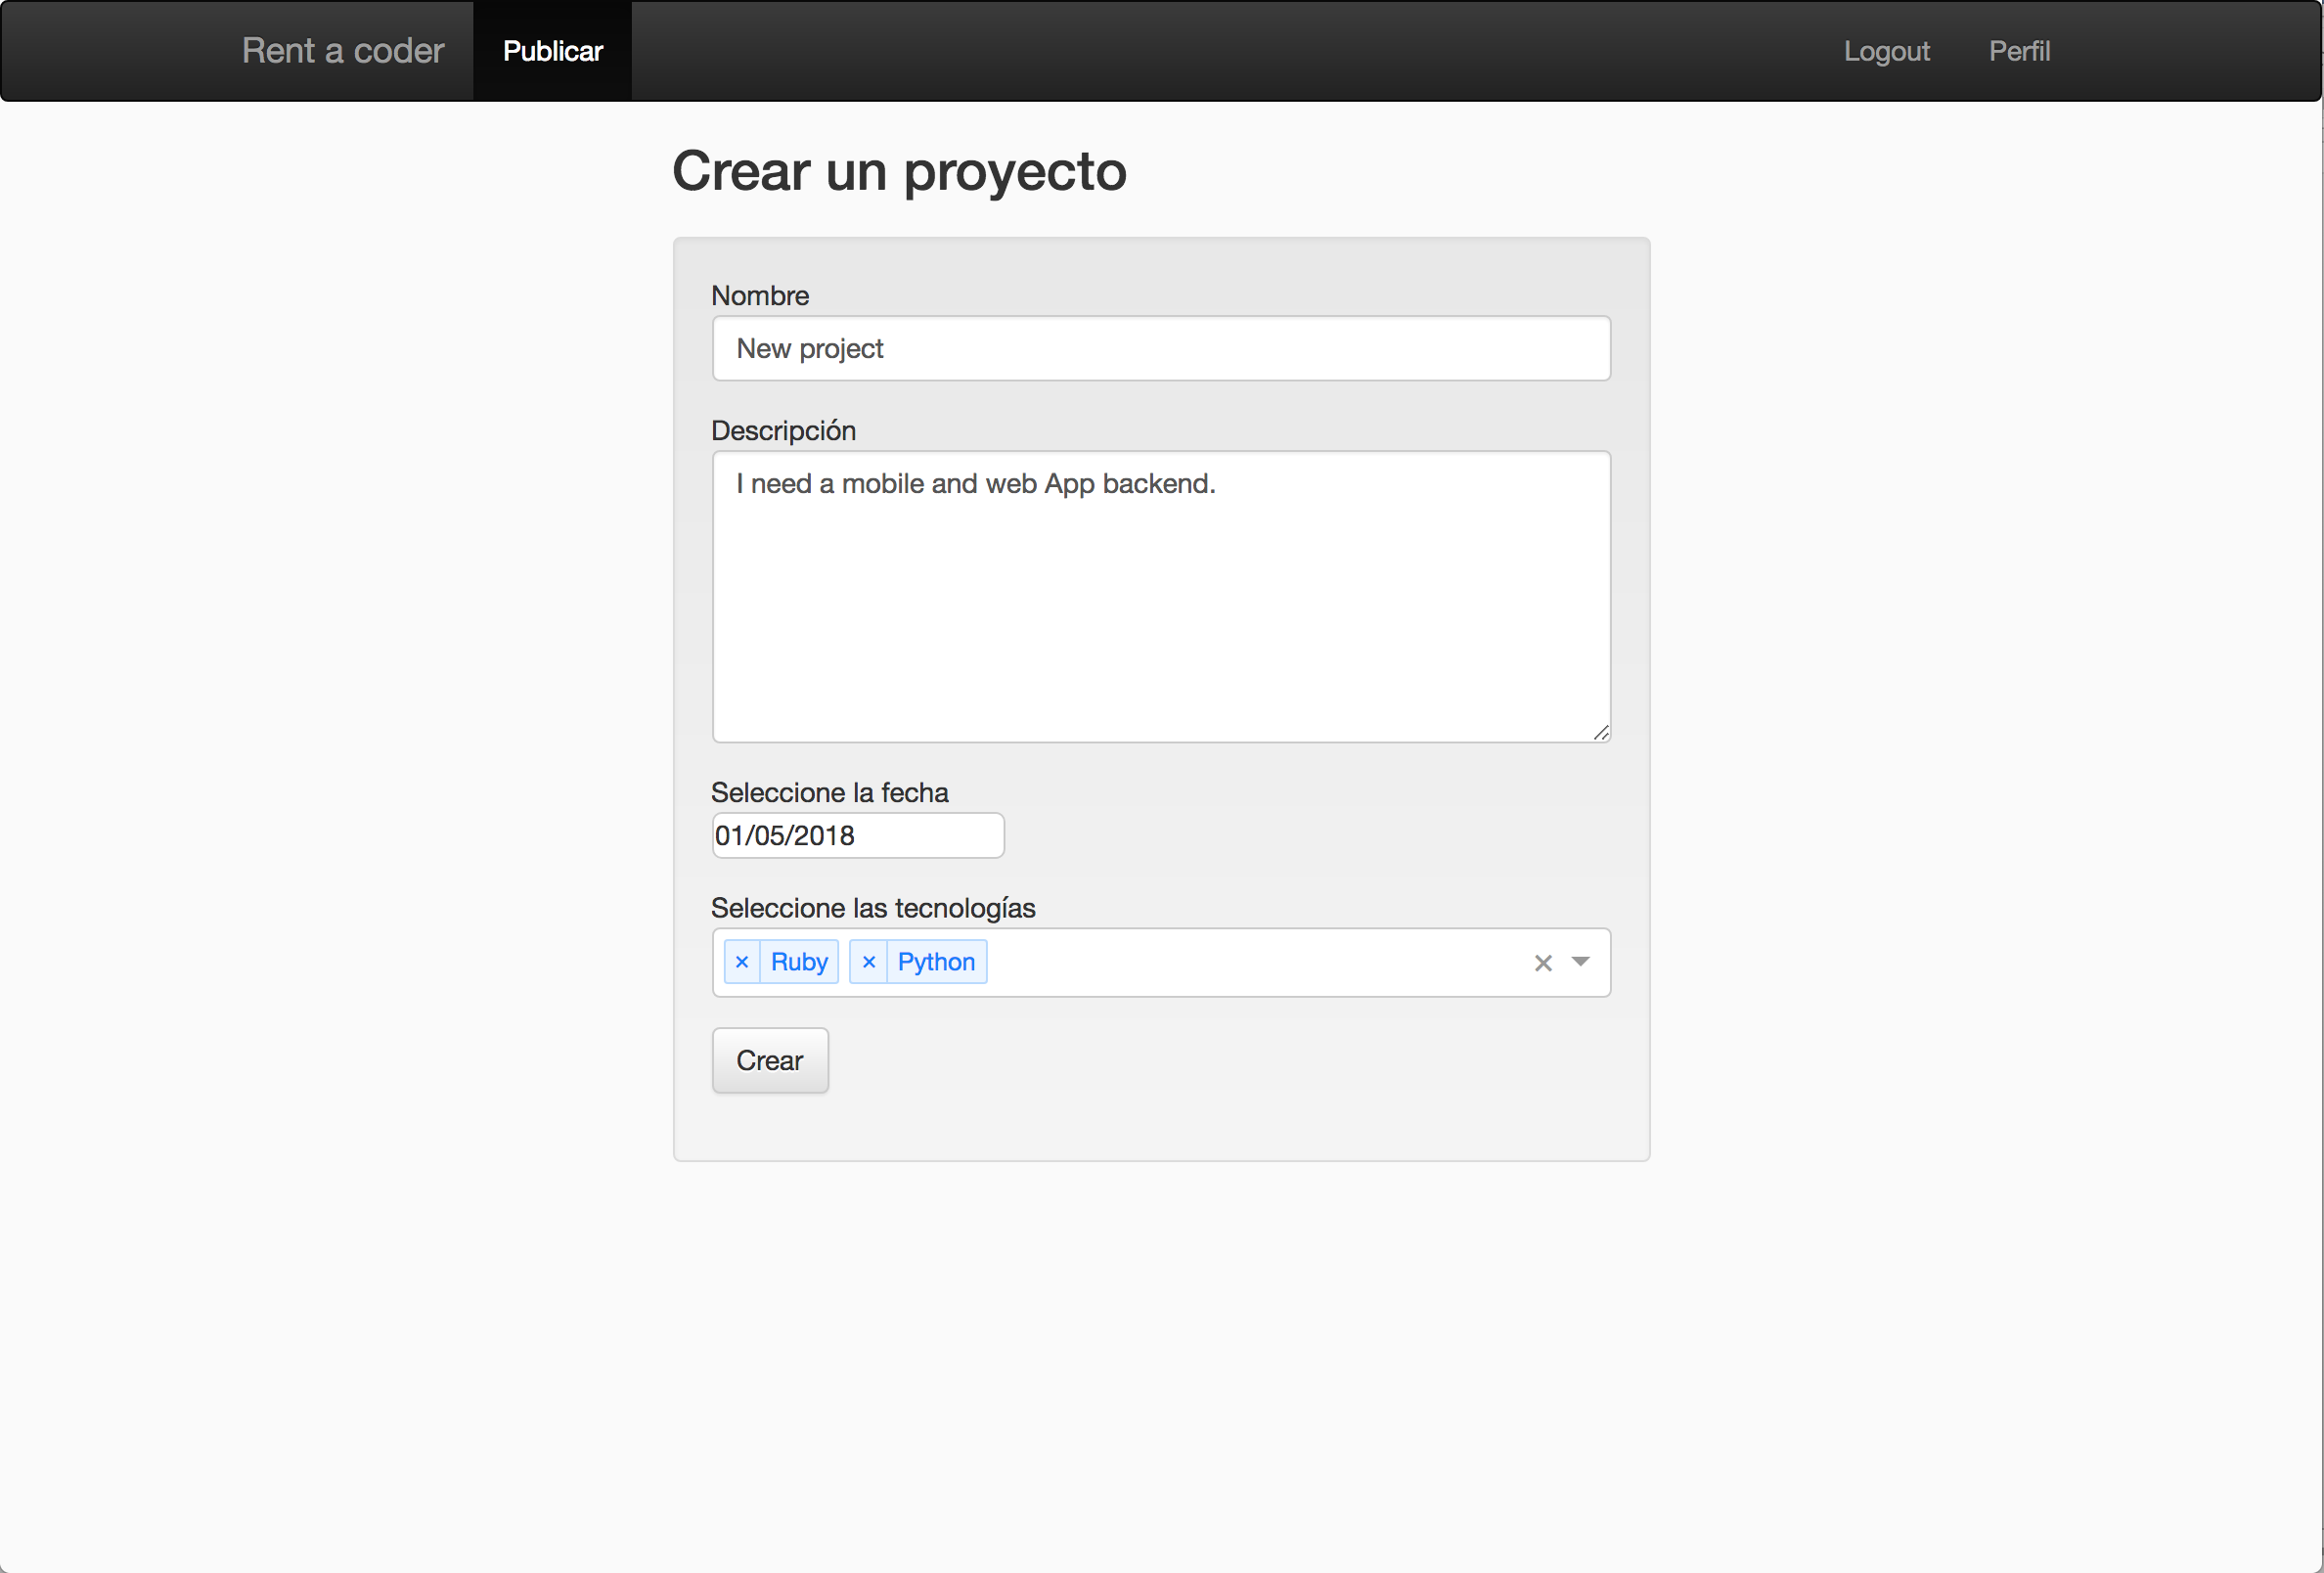 Rent a coder Publicar Logout Perfil
Crear un proyecto
Nombre
New project
Descripción
I need a mobile and web App backend.
Seleccione la fecha
01/05/2018
Seleccione las tecnologías
× Ruby × Python ×
Crear